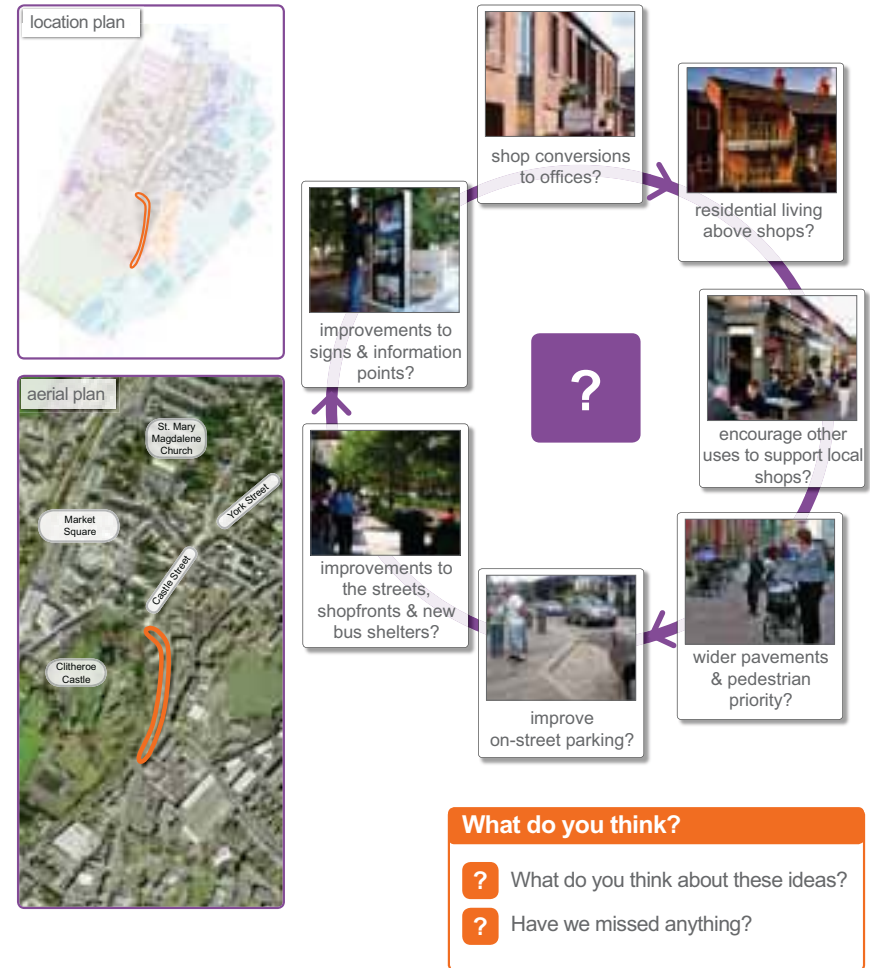 location plan
aerial plan
St. Mary
Magdalene
Church
York Street
Market
Square
Castle Street
Clitheroe
Castle
shop conversions
to offices?
residential living
above shops?
encourage other
uses to support local
shops?
wider pavements
& pedestrian
priority?
improve
on-street parking?
improvements to
the streets,
shopfronts & new
bus shelters?
improvements to
signs & information
points?
?
What do you think?
? What do you think about these ideas?
? Have we missed anything?